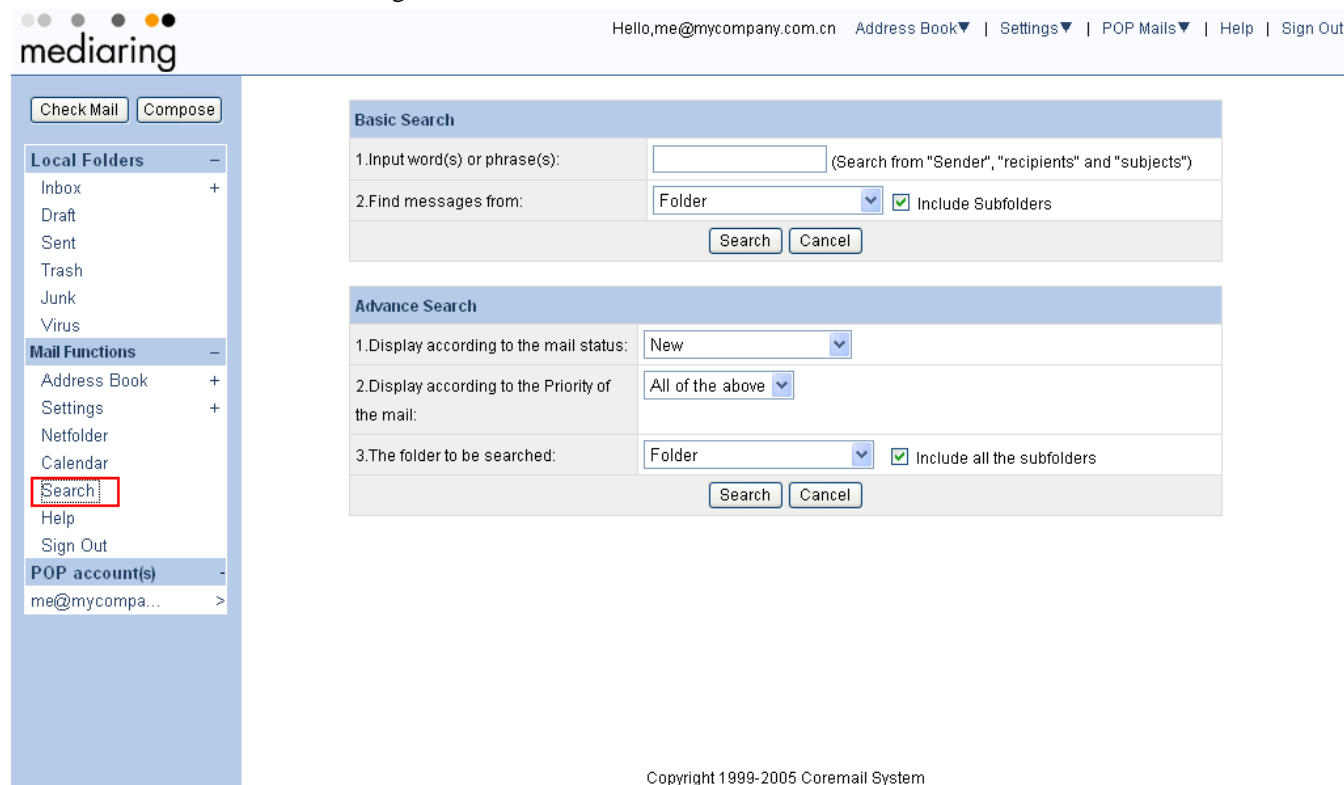 mediaring
Hello,me@mycompany.com.cn Address Book▼ | Settings▼ | POP Mails▼ | Help | Sign Out
Check Mail Compose
Local Folders –
Inbox +
Draft
Sent
Trash
Junk
Virus
Mail Functions –
Address Book +
Settings +
Netfolder
Calendar
Search
Help
Sign Out
POP account(s) -
me@mycompa... >
Basic Search
1.Input word(s) or phrase(s): (Search from "Sender", "recipients" and "subjects")
2.Find messages from: Folder Include Subfolders
Search Cancel
Advance Search
1.Display according to the mail status: New
2.Display according to the Priority of All of the above
the mail:
3.The folder to be searched: Folder Include all the subfolders
Search Cancel
Copyright 1999-2005 Coremail System